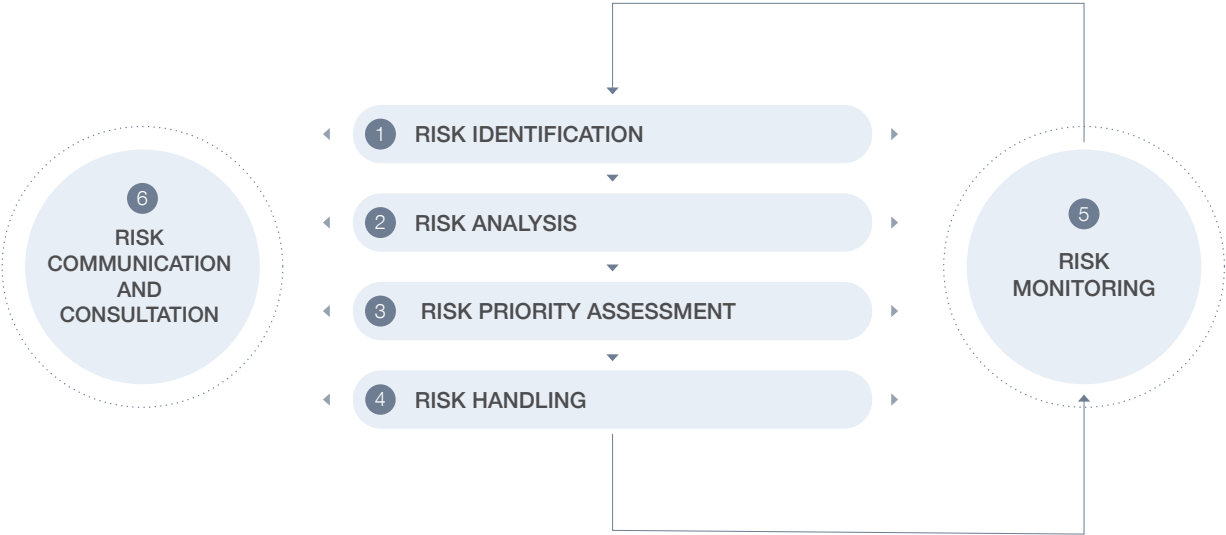 1 RISK IDENTIFICATION
2 RISK ANALYSIS
3 RISK PRIORITY ASSESSMENT
4 RISK HANDLING
5
RISK
MONITORING
6
RISK
COMMUNICATION
AND
CONSULTATION